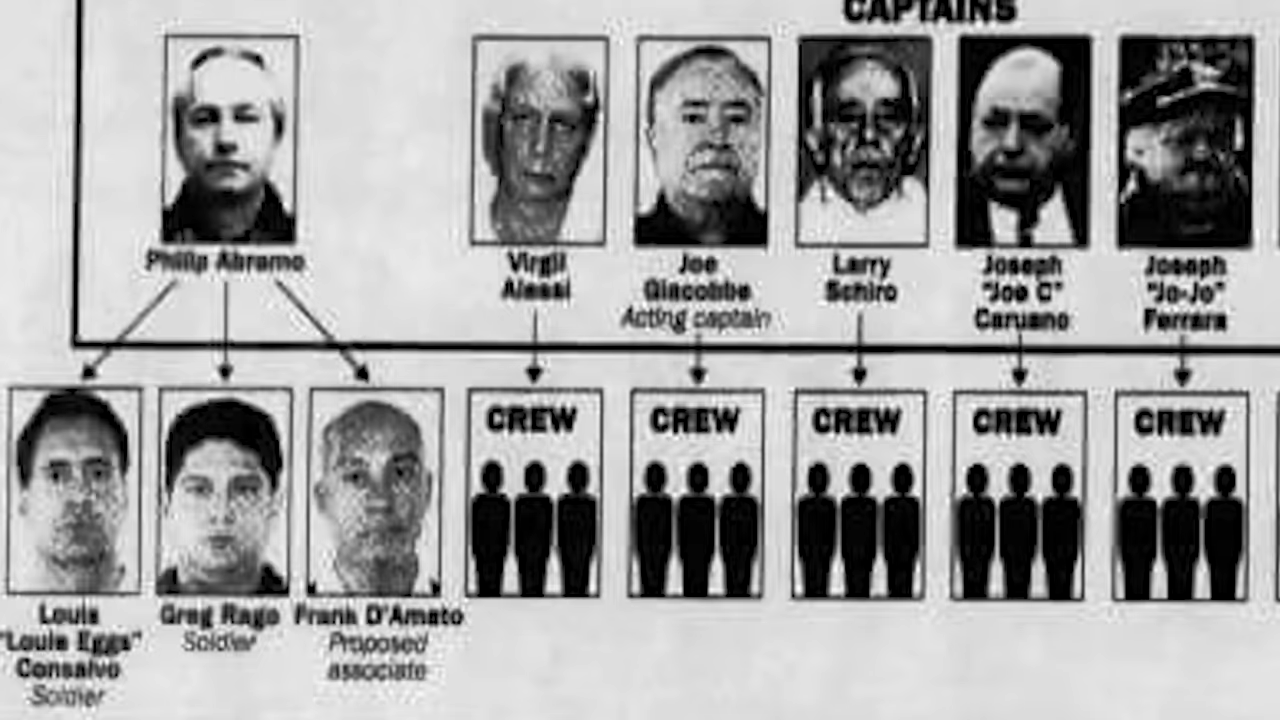 CAPTAINS
Philip Abramo
Virgil
Alessi
Joe
Giacobbe
Acting captain
Larry
Schiro
Joseph
"Joe C"
Caruano
Joseph
"Jo-Jo"
Ferrara
CREW
CREW
CREW
CREW
CREW
Louis
"Louie Eggs"
Consalvo
Soldier
Greg Rago
Soldier
Frank D'Amato
Proposed
associate